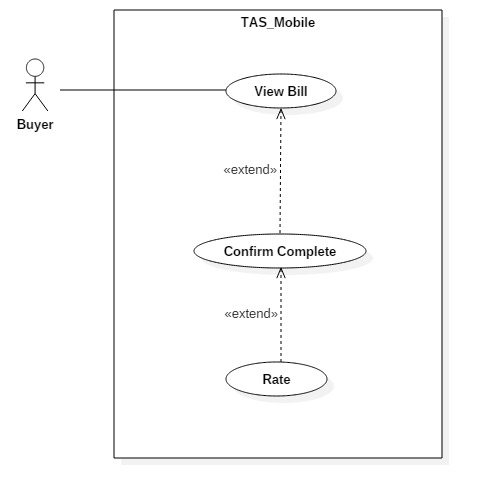 TAS_Mobile
View Bill
Buyer
«extend»
Confirm Complete
«extend»
Rate